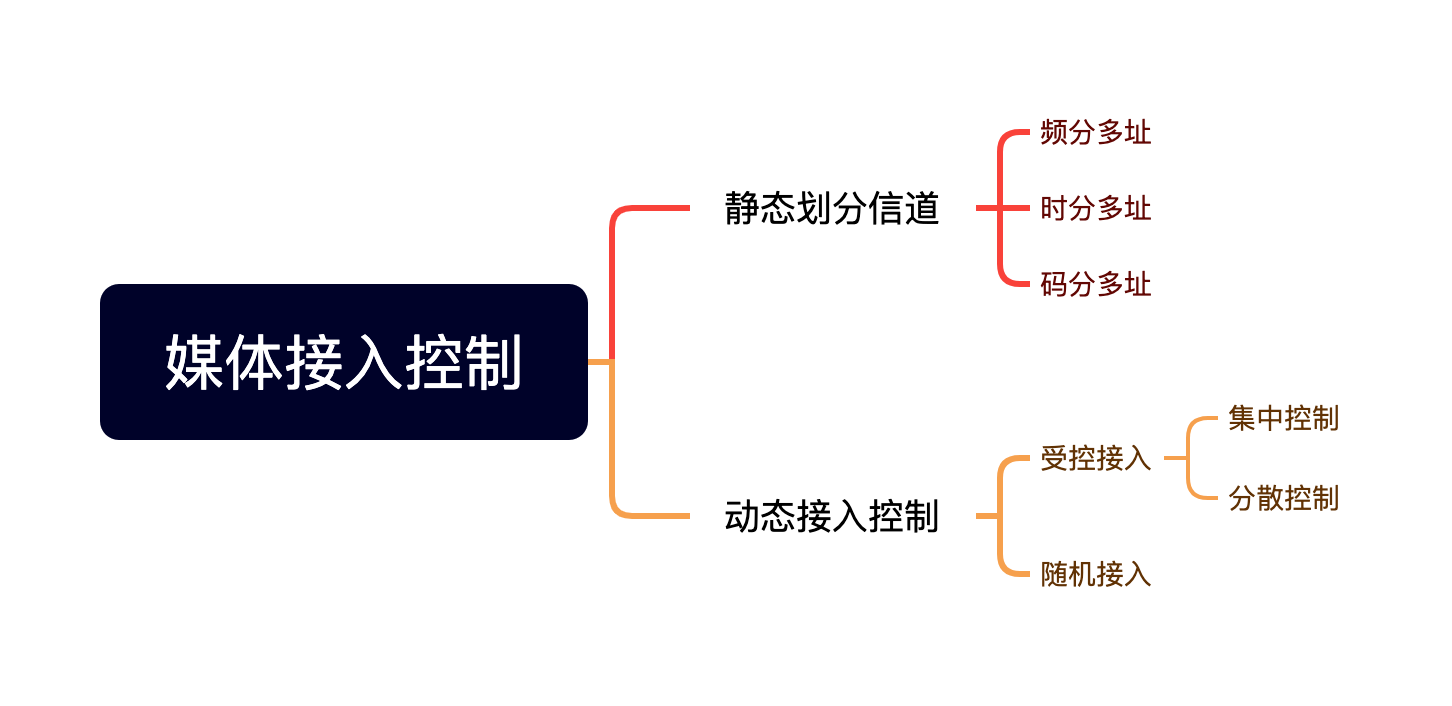 媒体接入控制
静态划分信道
频分多址
时分多址
码分多址
动态接入控制
受控接入
集中控制
分散控制
随机接入